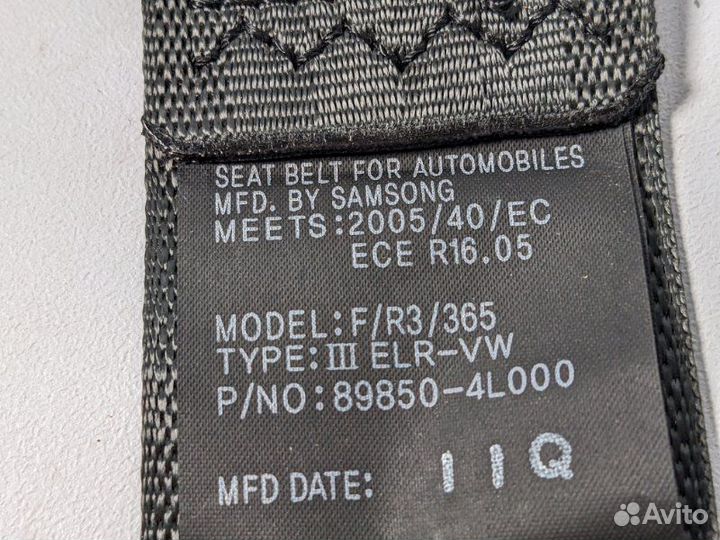 SEAT BELT FOR AUTOMOBILES
MFD. BY SAMSONG
MEETS:2005/40/EC
ECE R16.05
MODEL:F/R3/365
TYPE:Ⅲ ELR-VW
P/NO:89850-4L000
MFD DATE: 11Q
Avito